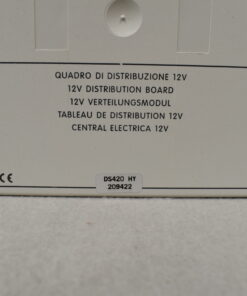 QUADRO DI DISTRIBUZIONE 12V
12V DISTRIBUTION BOARD
12V VERTEILUNGSMODUL
TABLEAU DE DISTRIBUTION 12V
CENTRAL ELECTRICA 12V
CE
DS420 HY
209422